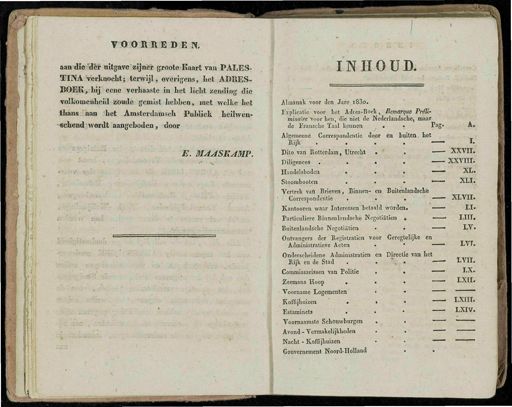 VOORREDEN.
aan die der uitgave zijner groote Kaart van PALES-
TINA verknocht; terwijl, overigens, het ADRES-
BOEK, bij eene verhaaste in het licht zending die
volkomenheid zoude gemist hebben, met welke het
thans aan het Amsterdamsch Publiek heilwen-
schend wordt aangeboden, door
E. MAASKAMP.
INHOUD.
Almanak voor den Jare 1830.
Explicatie voor het Adres-Boek, Remarque Préli-
minaire voor hen, die niet de Nederlandsche, maar
de Fransche Taal kennen . . . Pag. A.
Algemeene Correspondentie door en buiten het
Rijk . . . . . — I.
Dito van Rotterdam, Utrecht . . — XXVII.
Diligences . . . . — XXVIII.
Handelsboden . . . . — XL.
Stoombooten . . . . — XLI.
Vertrek van Brieven, Binnen- en Buitenlandsche
Correspondentie . . . . — XLVII.
Kantooren waar Interessen betaald worden. — LI.
Particuliere Binnenlandsche Negotiatiën . — LIII.
Buitenlandsche Negotiatiën . . — LV.
Ontvangers der Registratien voor Geregtelijke en
Administrative Acten . . . — LVI.
Onderscheidene Administratien en Directie van het
Rijk en de Stad . . . . — LVII.
Commissarissen van Politie . . — LX.
Zeemans Hoop . . . . — LXII.
Voorname Logementen . . . —
Koffijhuizen . . . . — LXIII.
Estaminets . . . . — LXIV.
Voornaamste Schouwburgen . . —
Avond-Vermakelijkheden . . —
Nacht-Koffijhuizen . . . —
Gouvernement Noord-Holland . .